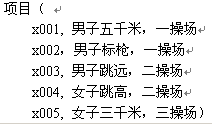 项目（
x001, 男子五千米，一操场
x002，男子标枪，一操场
x003, 男子跳远，二操场
x004, 女子跳高，二操场
x005, 女子三千米，三操场）